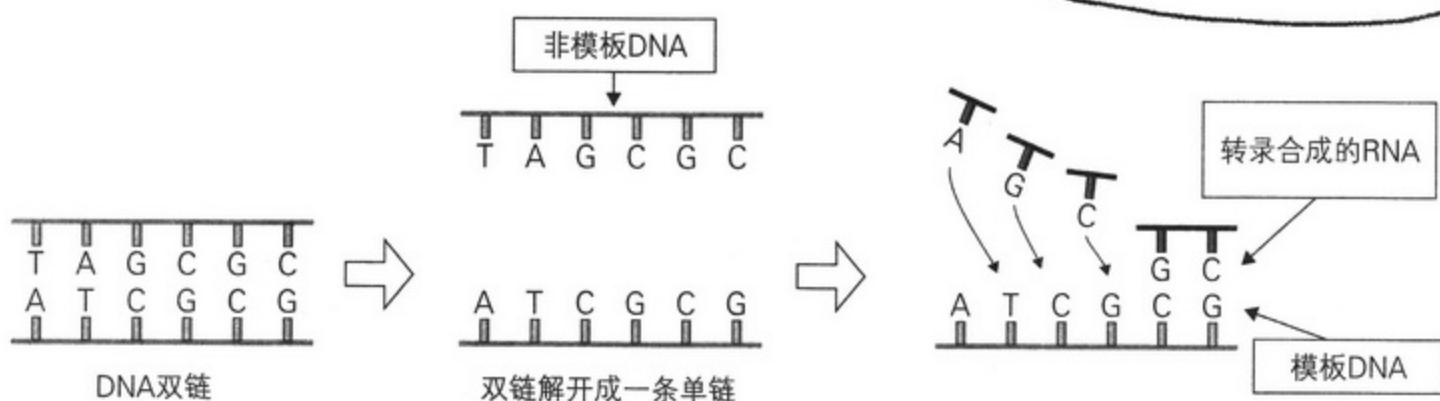 非模板DNA
T A G C G C
T A G C G C
A T C G C G
DNA双链
A T C G C G
双链解开成一条单链
A
G
C
G C
A T C G C G
转录合成的RNA
模板DNA